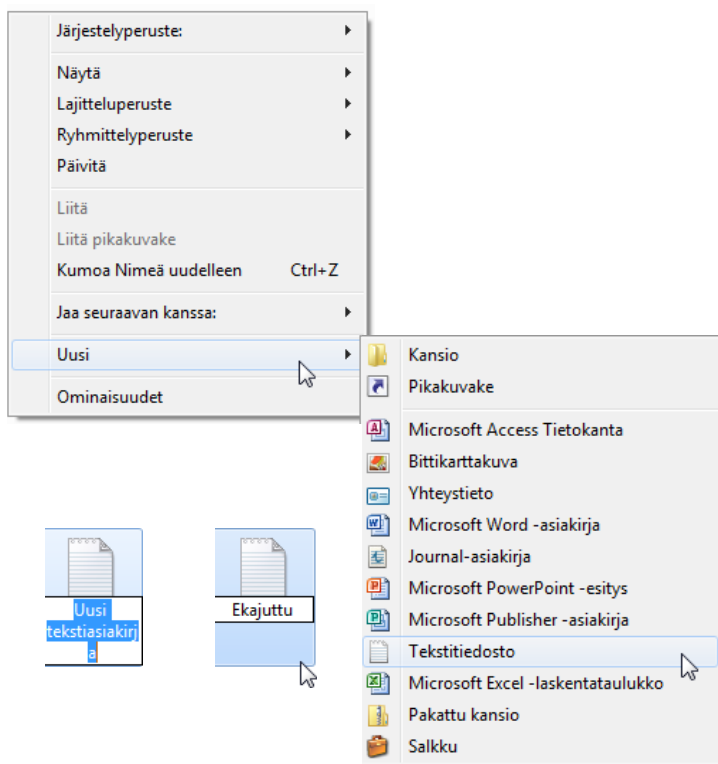 Järjestelyperuste:
Näytä
Lajitteluperuste
Ryhmittelyperuste
Päivitä
Liitä
Liitä pikakuvake
Kumoa Nimeä uudelleen Ctrl+Z
Jaa seuraavan kanssa:
Uusi
Ominaisuudet
Kansio
Pikakuvake
Microsoft Access Tietokanta
Bittikarttakuva
Yhteystieto
Microsoft Word -asiakirja
Journal-asiakirja
Microsoft PowerPoint -esitys
Microsoft Publisher -asiakirja
Tekstitiedosto
Microsoft Excel -laskentataulukko
Pakattu kansio
Salkku
Uusi
tekstiasiakirj
a
Ekajuttu